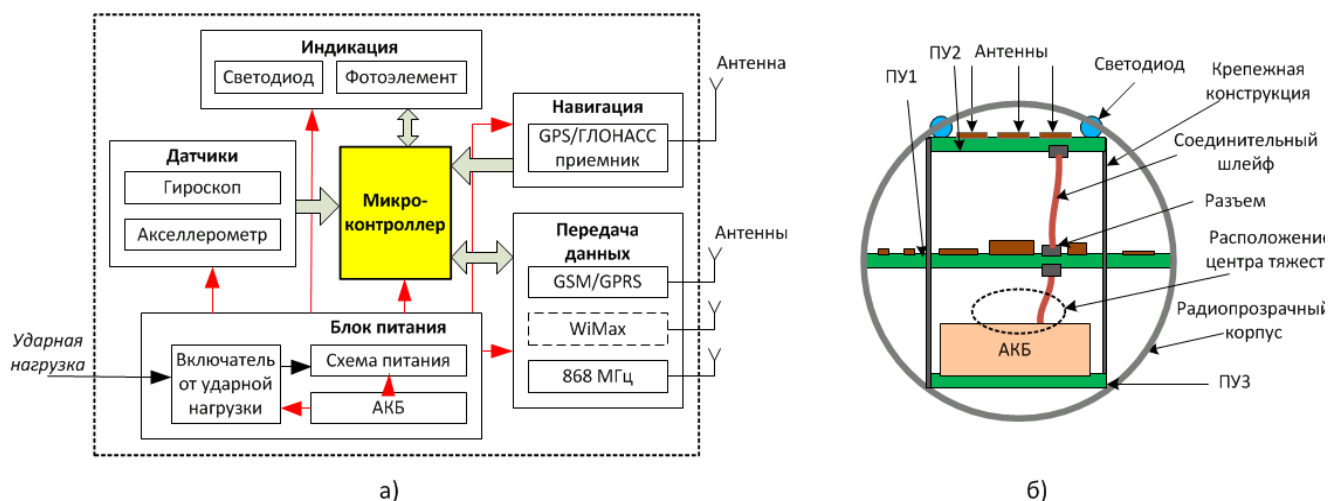 Индикация
Светодиод
Фотоэлемент
Антенна
Навигация
GPS/ГЛОНАСС
приемник
Датчики
Гироскоп
Акселлерометр
Микро-
контроллер
Передача
данных
Антенны
GSM/GPRS
WiMax
868 МГц
Блок питания
Ударная
нагрузка
Включатель
от ударной
нагрузки
Схема питания
АКБ
а)
ПУ1
ПУ2
Антенны
Светодиод
Крепежная
конструкция
Соединительный
шлейф
Разъем
Расположение
центра тяжест
Радиопрозрачный
корпус
АКБ
ПУ3
б)